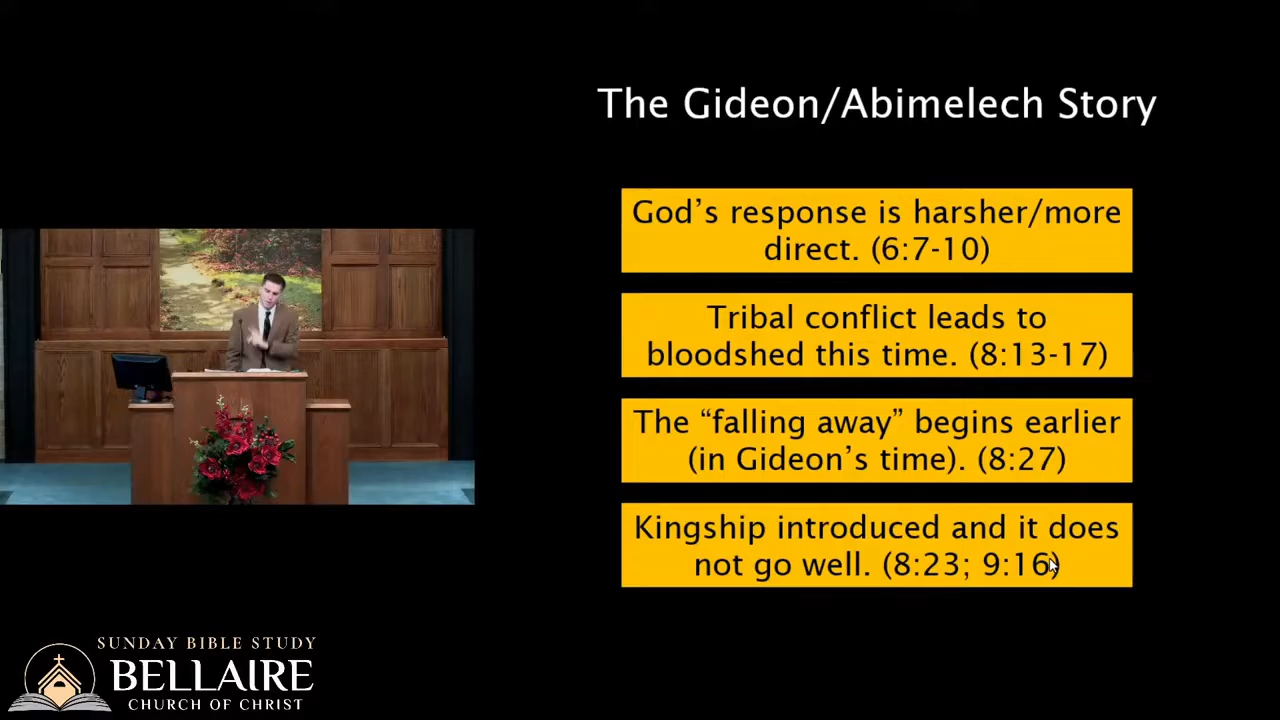 The Gideon/Abimelech Story
God’s response is harsher/more
direct. (6:7-10)
Tribal conflict leads to
bloodshed this time. (8:13-17)
The “falling away” begins earlier
(in Gideon’s time). (8:27)
Kingship introduced and it does
not go well. (8:23; 9:16)
SUNDAY BIBLE STUDY
BELLAIRE
CHURCH OF CHRIST